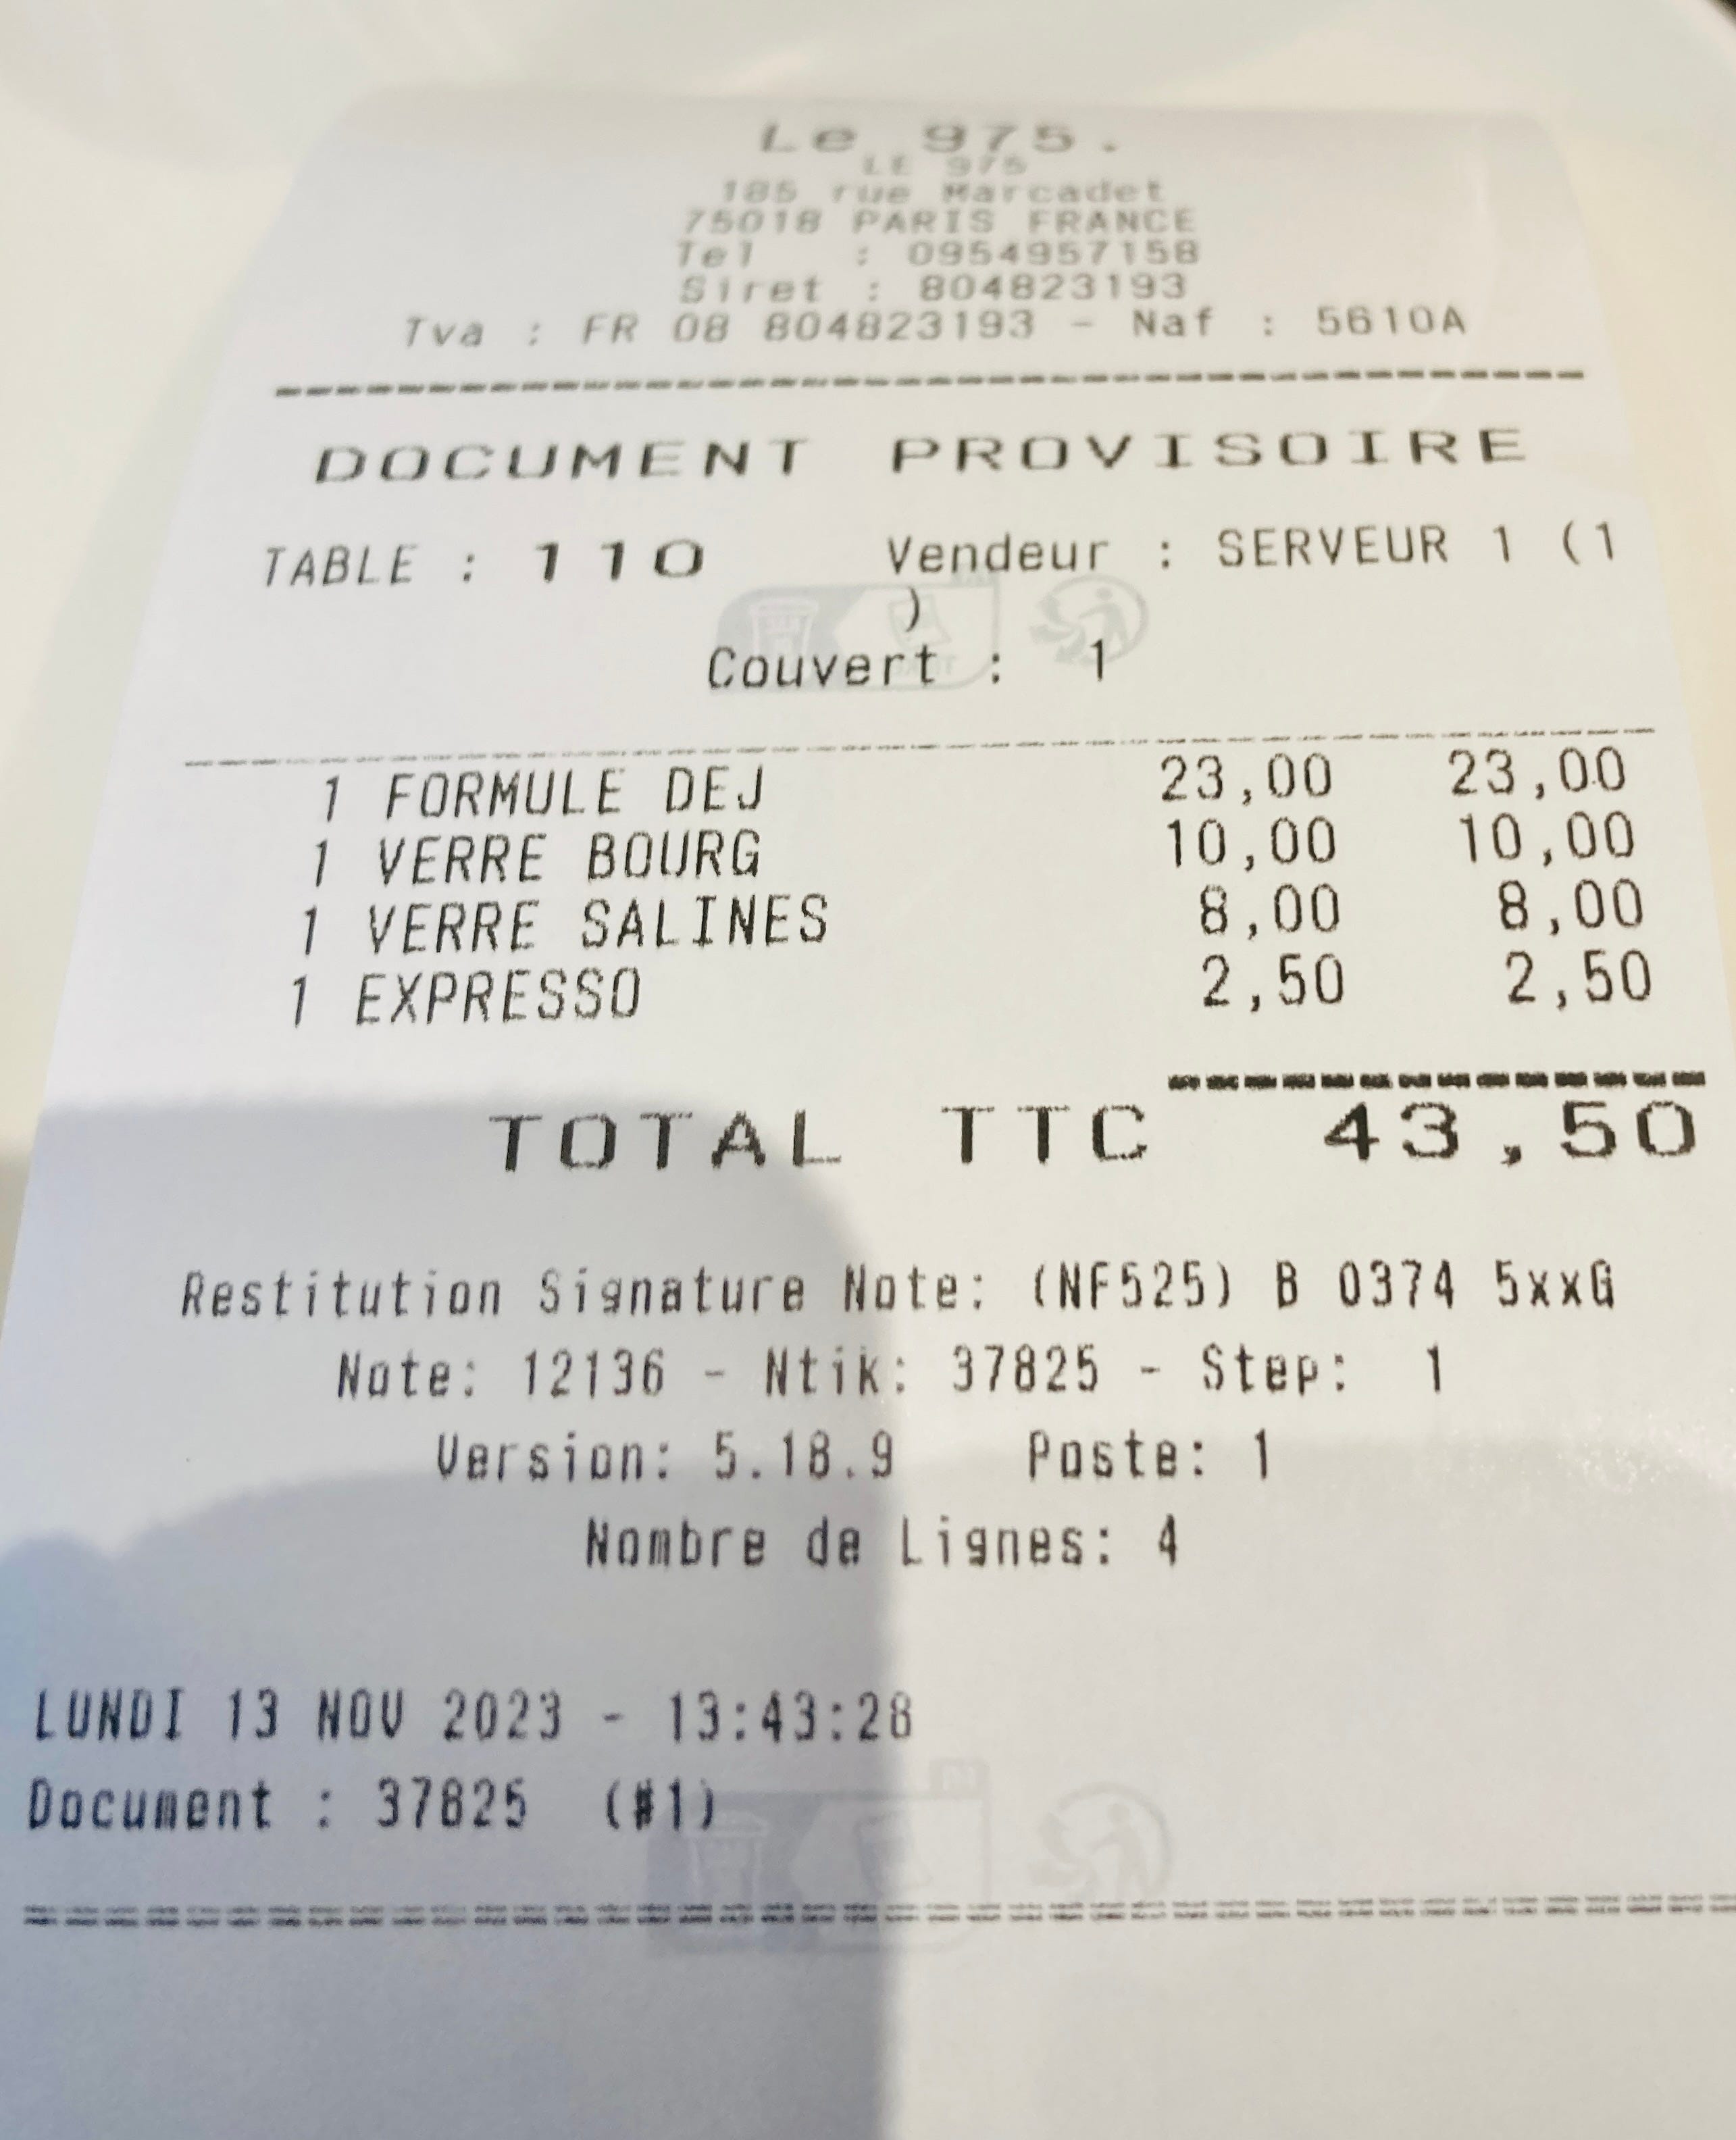 Le 975.
LE 975
185 rue Marcadet
75018 PARIS FRANCE
Tel : 0954957158
Siret : 804823193
Tva : FR 08 804823193 - Naf : 5610A
DOCUMENT PROVISOIRE
TABLE : 110 Vendeur : SERVEUR 1 (1
)
Couvert : 1
1 FORMULE DEJ 23,00 23,00
1 VERRE BOURG 10,00 10,00
1 VERRE SALINES 8,00 8,00
1 EXPRESSO 2,50 2,50
TOTAL TTC 43,50
Restitution Signature Note: (NF525) B 0374 5xxG
Note: 12136 - Ntik: 37825 - Step: 1
Version: 5.18.9 Poste: 1
Nombre de Lignes: 4
LUNDI 13 NOV 2023 - 13:43:28
Document : 37825 (#1)